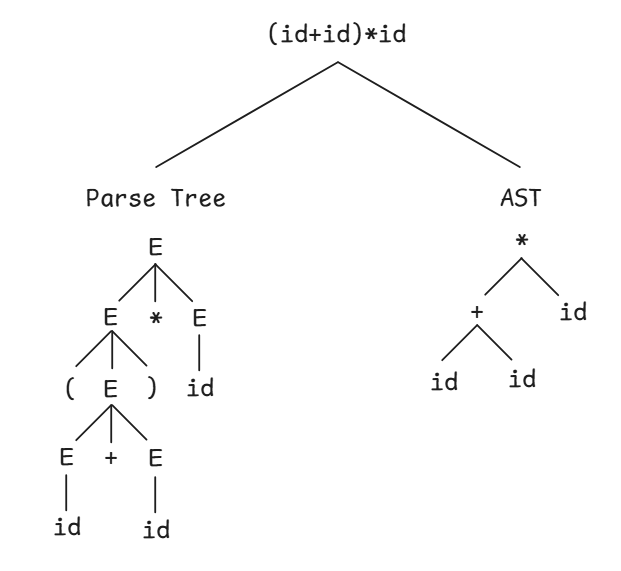 (id+id)*id
Parse Tree
AST
E
*
E * E
+ id
( E ) id
id id
E + E
id id